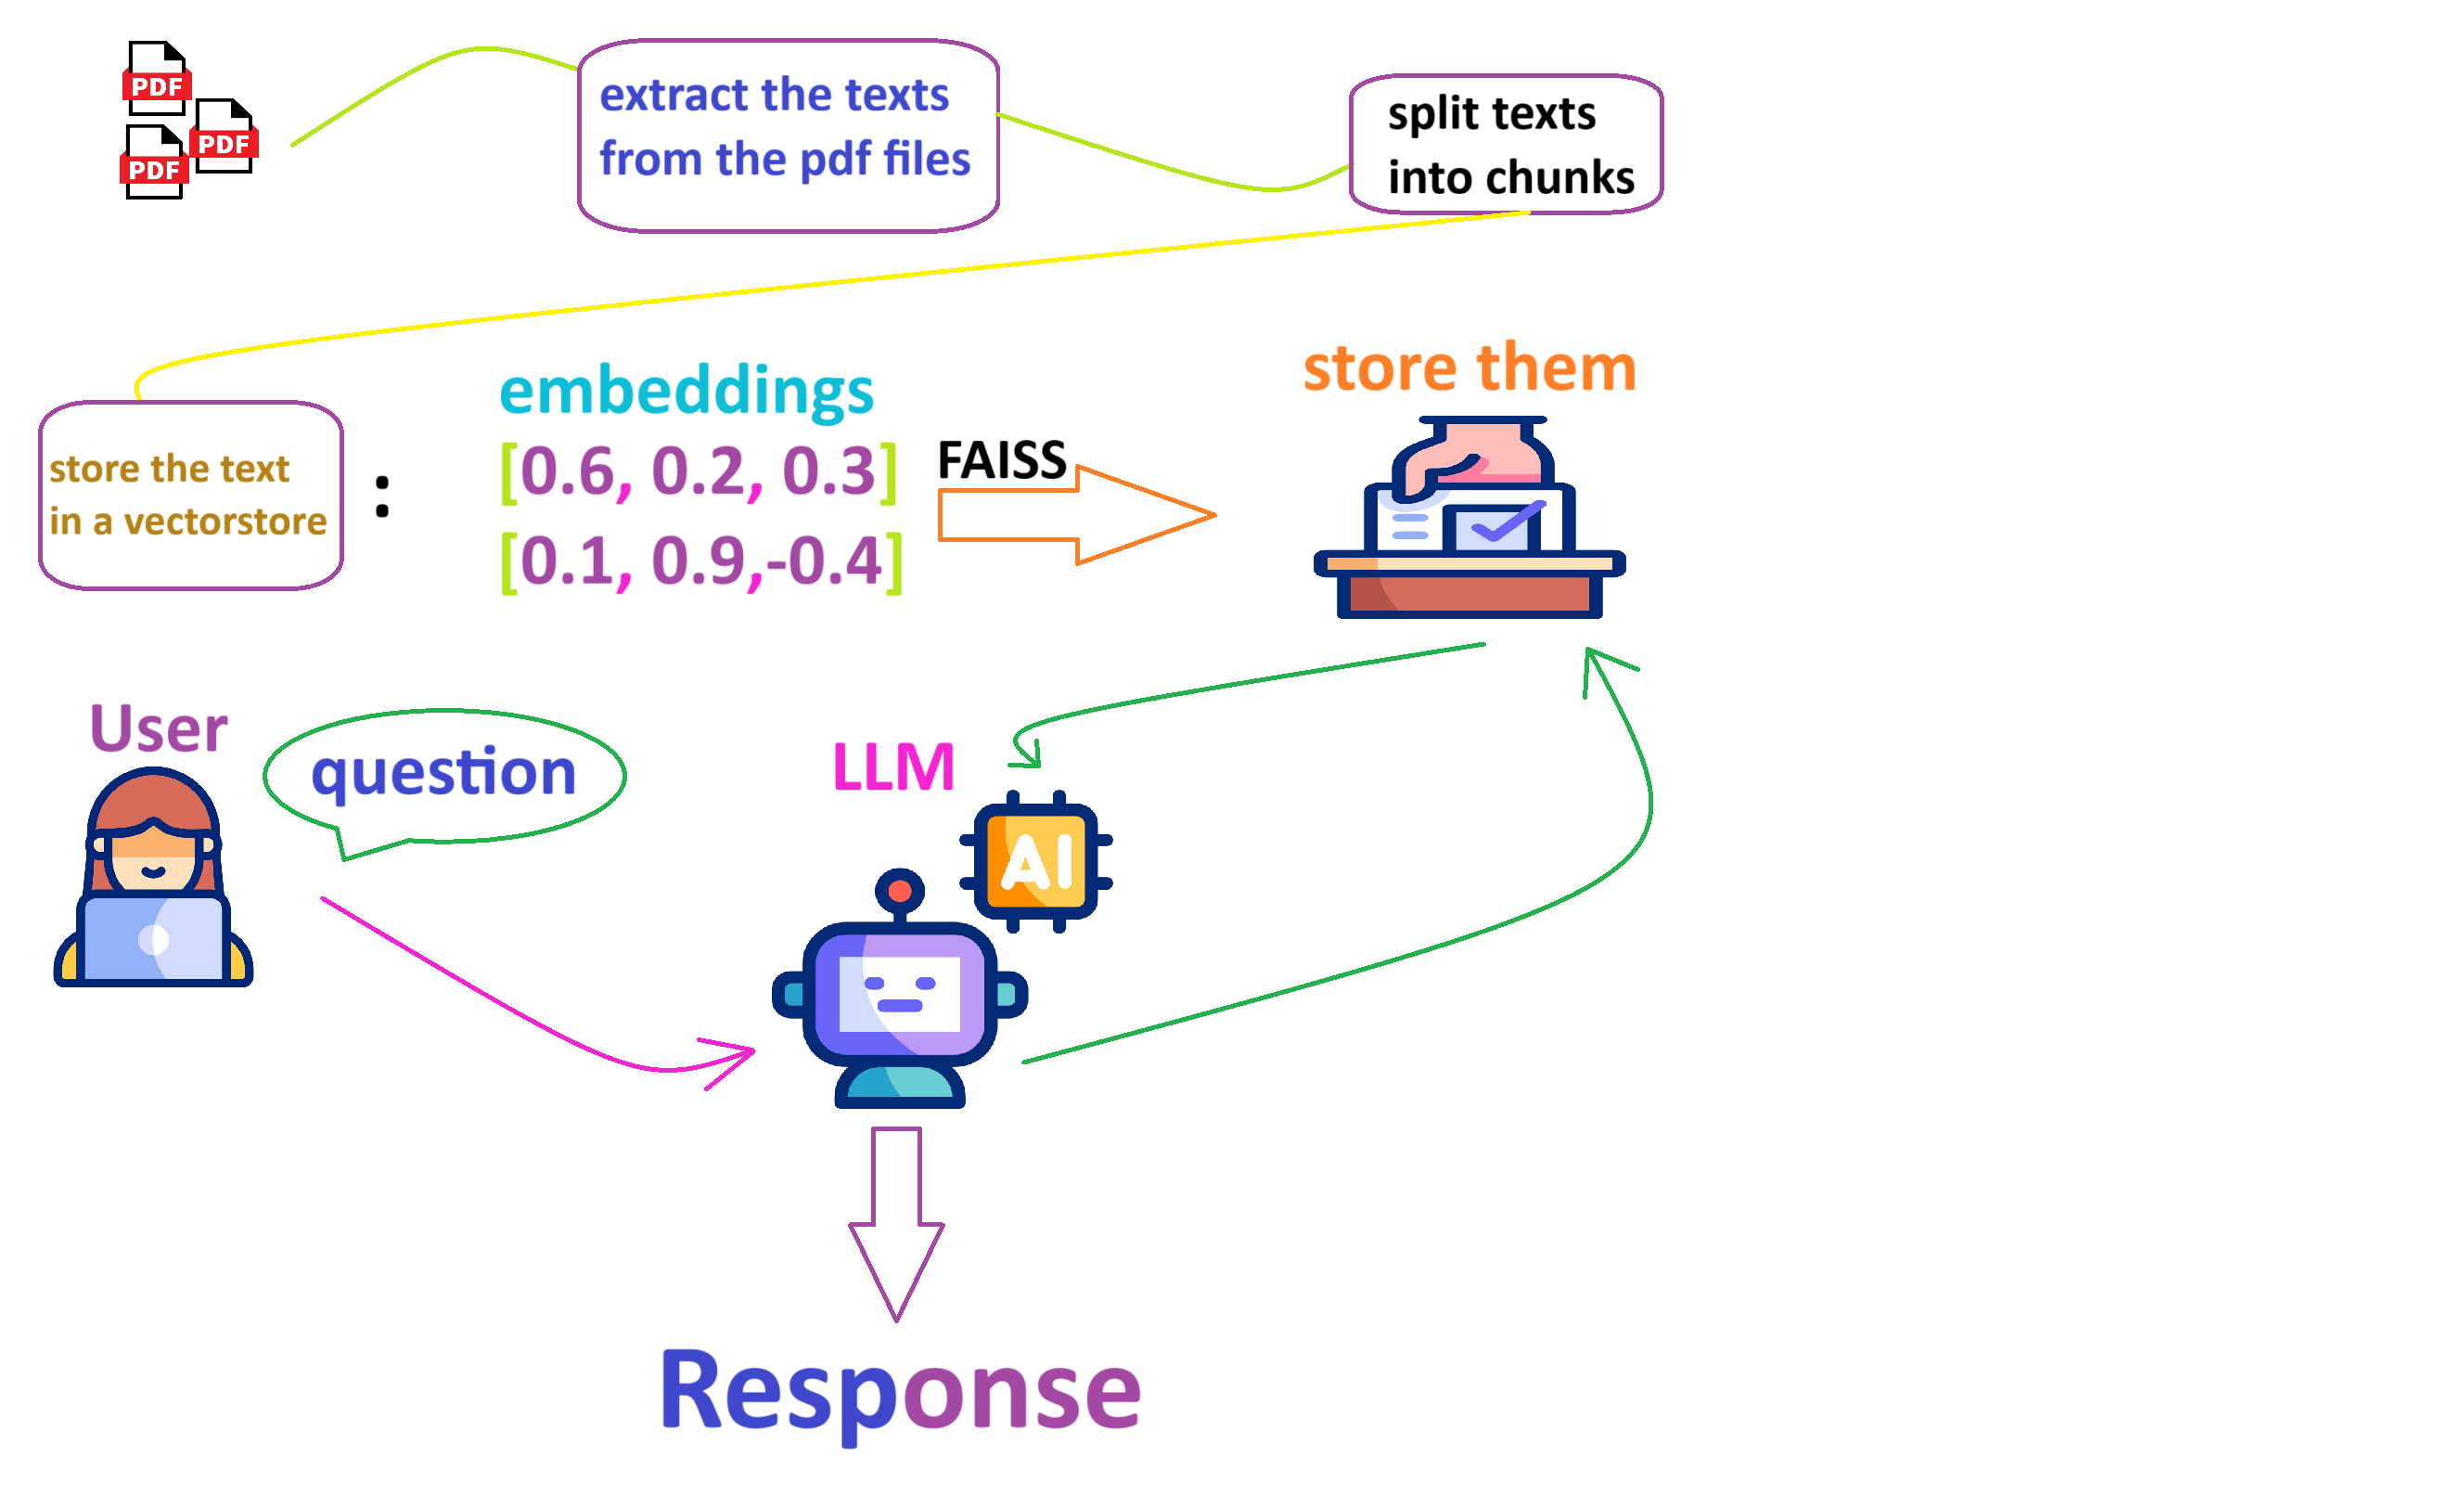 PDF
PDF
PDF
extract the texts
from the pdf files
split texts
into chunks
store the text
in a vectorstore
:
embeddings
[0.6, 0.2, 0.3]
[0.1, 0.9,-0.4]
FAISS
store them
User
question
LLM
AI
Response